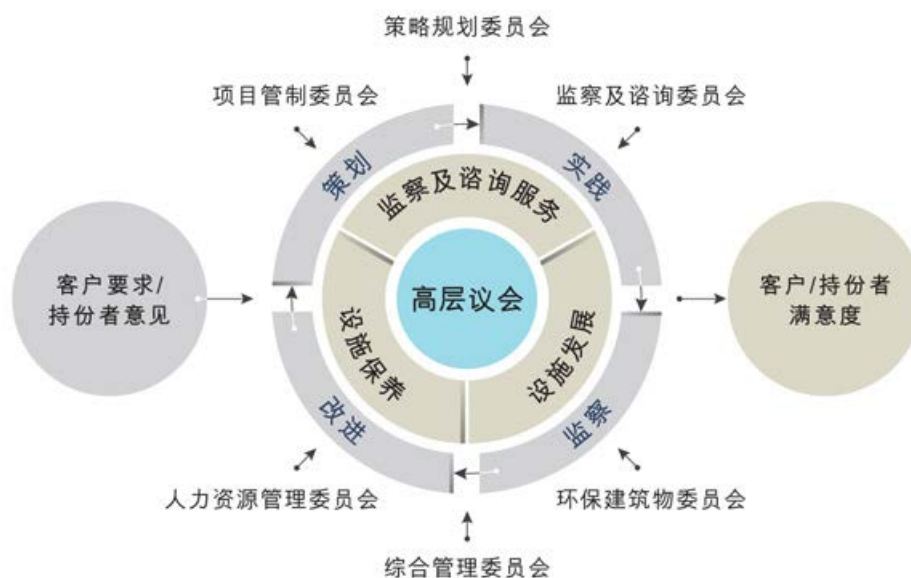 策略规划委员会
项目管制委员会
监察及咨询委员会
策划
实践
监察及谘询服务
客户要求/
持份者意见
高层议会
客户/持份者
满意度
设施保养
设施发展
改进
监察
人力资源管理委员会
环保建筑物委员会
综合管理委员会